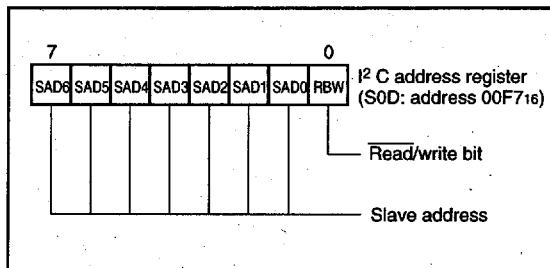 7 0
SAD6 SAD5 SAD4 SAD3 SAD2 SAD1 SAD0 RBW
I² C address register
(S0D: address 00F7₁₆)
Read/write bit
Slave address